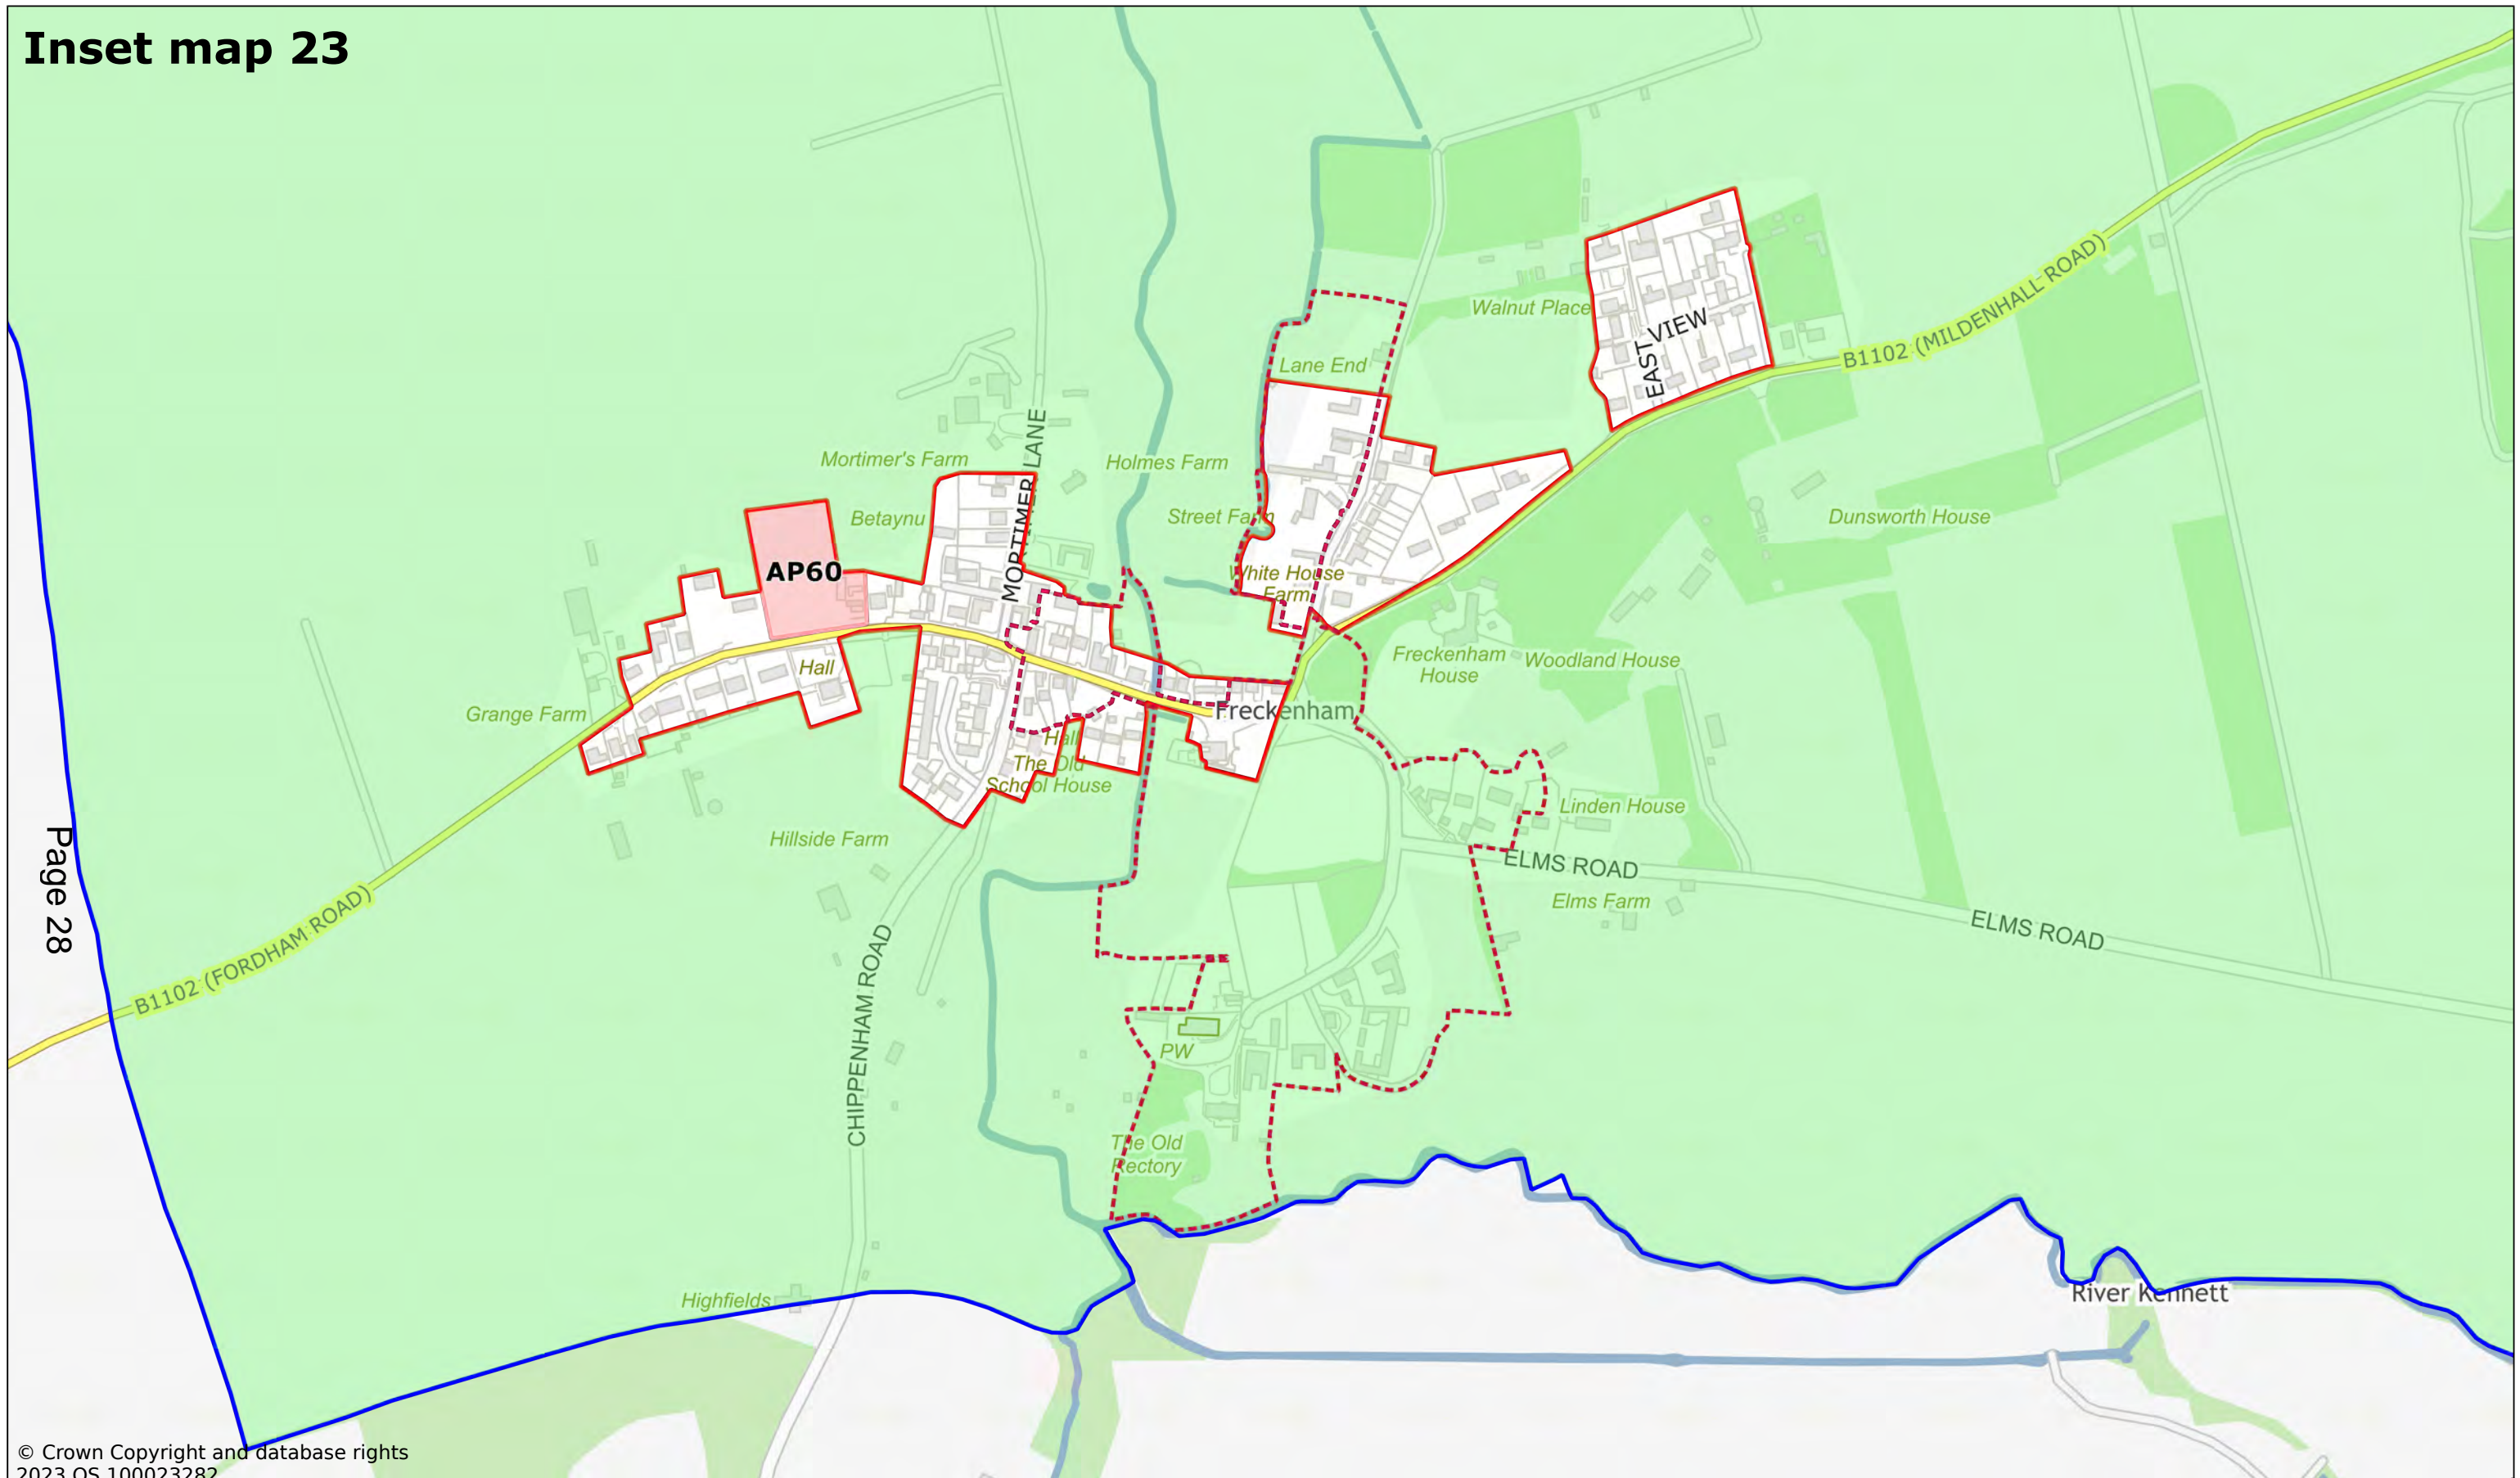 Inset map 23
B1102 (MILDENHALL ROAD)
Walnut Place
EAST VIEW
Lane End
MORTIMER LANE
Mortimer's Farm
Holmes Farm
Betaynu
Street Farm
Dunsworth House
AP60
White House
Farm
Hall
Freckenham
House
Woodland House
Grange Farm
Freckenham
Hall
The Old
School House
Linden House
Hillside Farm
ELMS ROAD
Elms Farm
Page 28
B1102 (FORDHAM ROAD)
ELMS ROAD
CHIPPENHAM ROAD
PW
The Old
Rectory
Highfields
River Kennett
© Crown Copyright and database rights
2023 OS 100023282